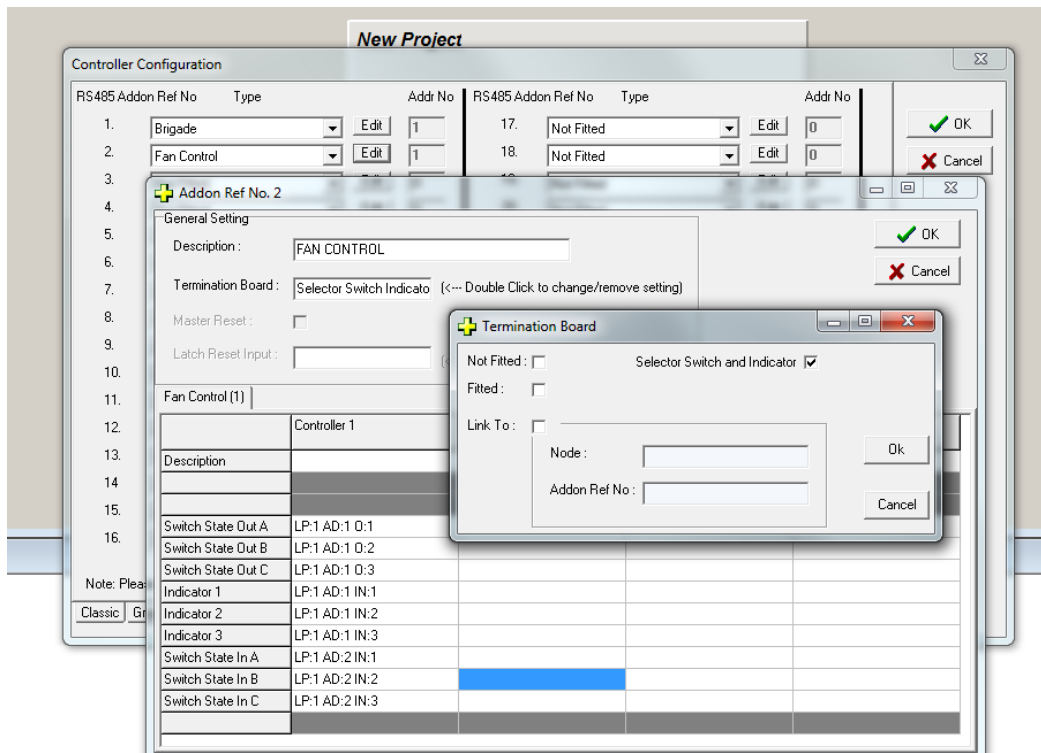 New Project
Controller Configuration
RS485 Addon Ref No Type Addr No RS485 Addon Ref No Type Addr No
1. Brigade Edit 1 17. Not Fitted Edit 0 OK
2. Fan Control Edit 1 18. Not Fitted Edit 0 Cancel
3.
Addon Ref No. 2
4.
General Setting
5. Description : FAN CONTROL OK
6.
7. Termination Board : Selector Switch Indicato (<--- Double Click to change/remove setting) Cancel
8. Master Reset :
9. Latch Reset Input :
10.
11. Fan Control (1)
12. Controller 1
13. Description
14
15.
Switch State Out A LP:1 AD:1 O:1
16. Switch State Out B LP:1 AD:1 O:2
Switch State Out C LP:1 AD:1 O:3
Note: Plea
Indicator 1 LP:1 AD:1 IN:1
Classic Gr Indicator 2 LP:1 AD:1 IN:2
Indicator 3 LP:1 AD:1 IN:3
Switch State In A LP:1 AD:2 IN:1
Switch State In B LP:1 AD:2 IN:2
Switch State In C LP:1 AD:2 IN:3
Termination Board
Not Fitted : Selector Switch and Indicator
Fitted :
Link To :
Node :
Addon Ref No :
Ok
Cancel